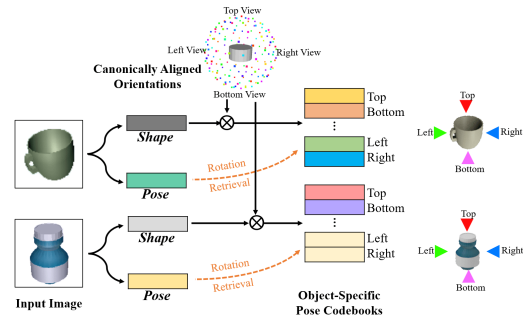 Top View
Left View
Right View
Canonically Aligned
Orientations
Bottom View
Top
Bottom
Left
Right
Shape
Rotation
Retrieval
Pose
Top
Left
Right
Bottom
Top
Bottom
Left
Right
Shape
Rotation
Retrieval
Pose
Top
Left
Right
Bottom
Input Image
Object-Specific
Pose Codebooks